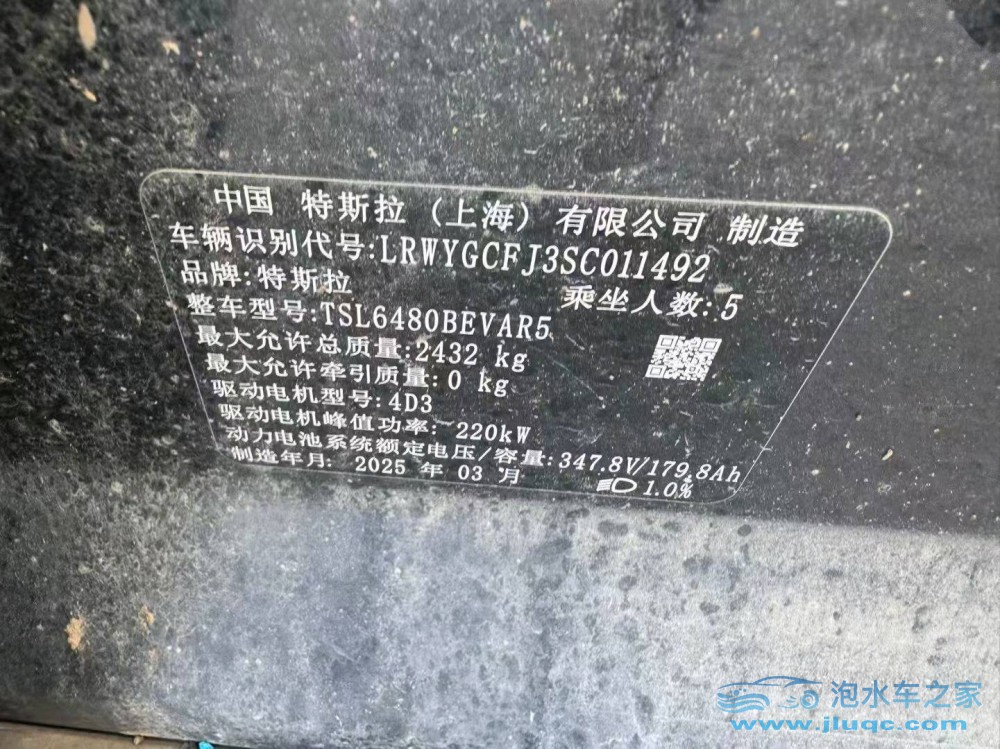 中国 特斯拉（上海）有限公司 制造
车辆识别代号:LRWYGCFJ3SC011492
品牌:特斯拉 乘坐人数:5
整车型号:TSL6480BEVAR5
最大允许总质量:2432 kg
最大允许牵引质量:0 kg
驱动电机型号:4D3
驱动电机峰值功率: 220kW
动力电池系统额定电压/容量:347.8V/179.8Ah
制造年月: 2025 年 03 月 1.0%
泡水车之家
www.jluqc.com